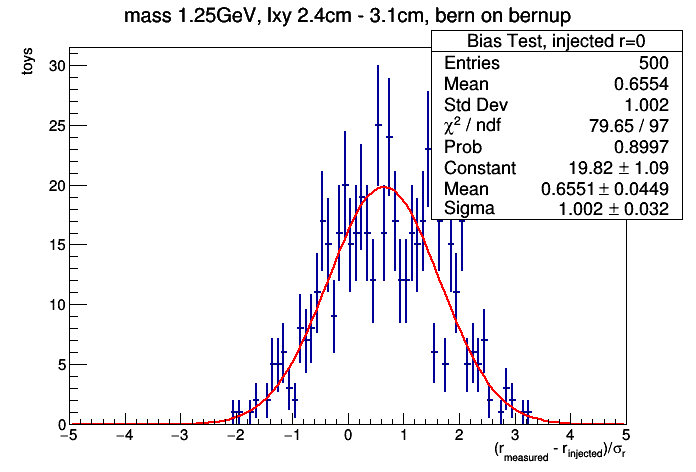 mass 1.25GeV, lxy 2.4cm - 3.1cm, bern on bernup
Bias Test, injected r=0
Entries 500
Mean 0.6554
Std Dev 1.002
χ² / ndf 79.65 / 97
Prob 0.8997
Constant 19.82 ± 1.09
Mean 0.6551 ± 0.0449
Sigma 1.002 ± 0.032
toys
30
25
20
15
10
5
0
−5 −4 −3 −2 −1 0 1 2 3 4 5
(r_measured - r_injected)/σ_r